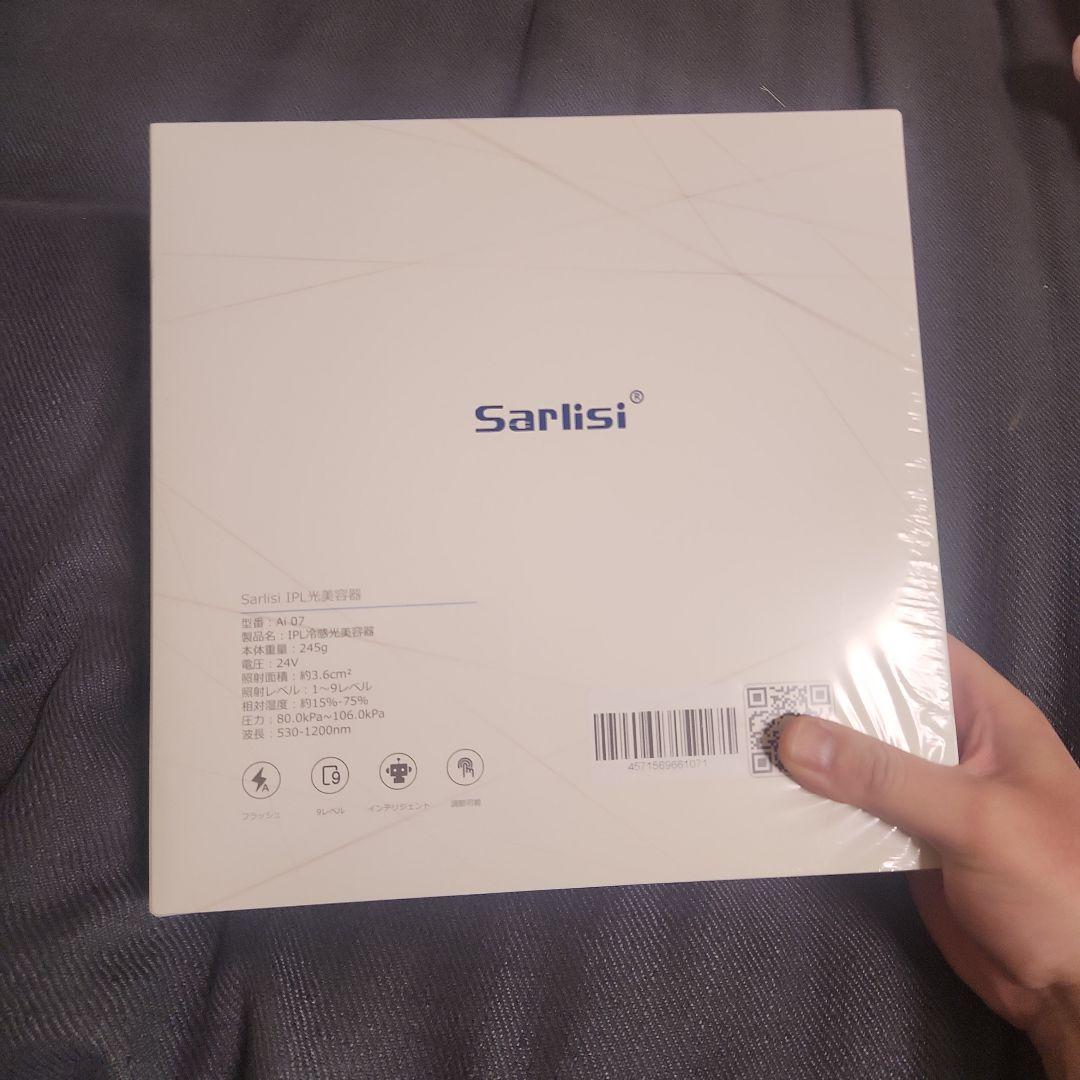 Sarlisi®
Sarlisi IPL光美容器
型番：Ai 07
製品名：IPL冷感光美容器
本体重量：245g
電圧：24V
照射面積：約3.6cm²
照射レベル：1～9レベル
相対湿度：約15%-75%
圧力：80.0kPa~106.0kPa
波長：530-1200nm
A
9
フラッシュ
9レベル
インテリジェント
調節可能
4571569661071